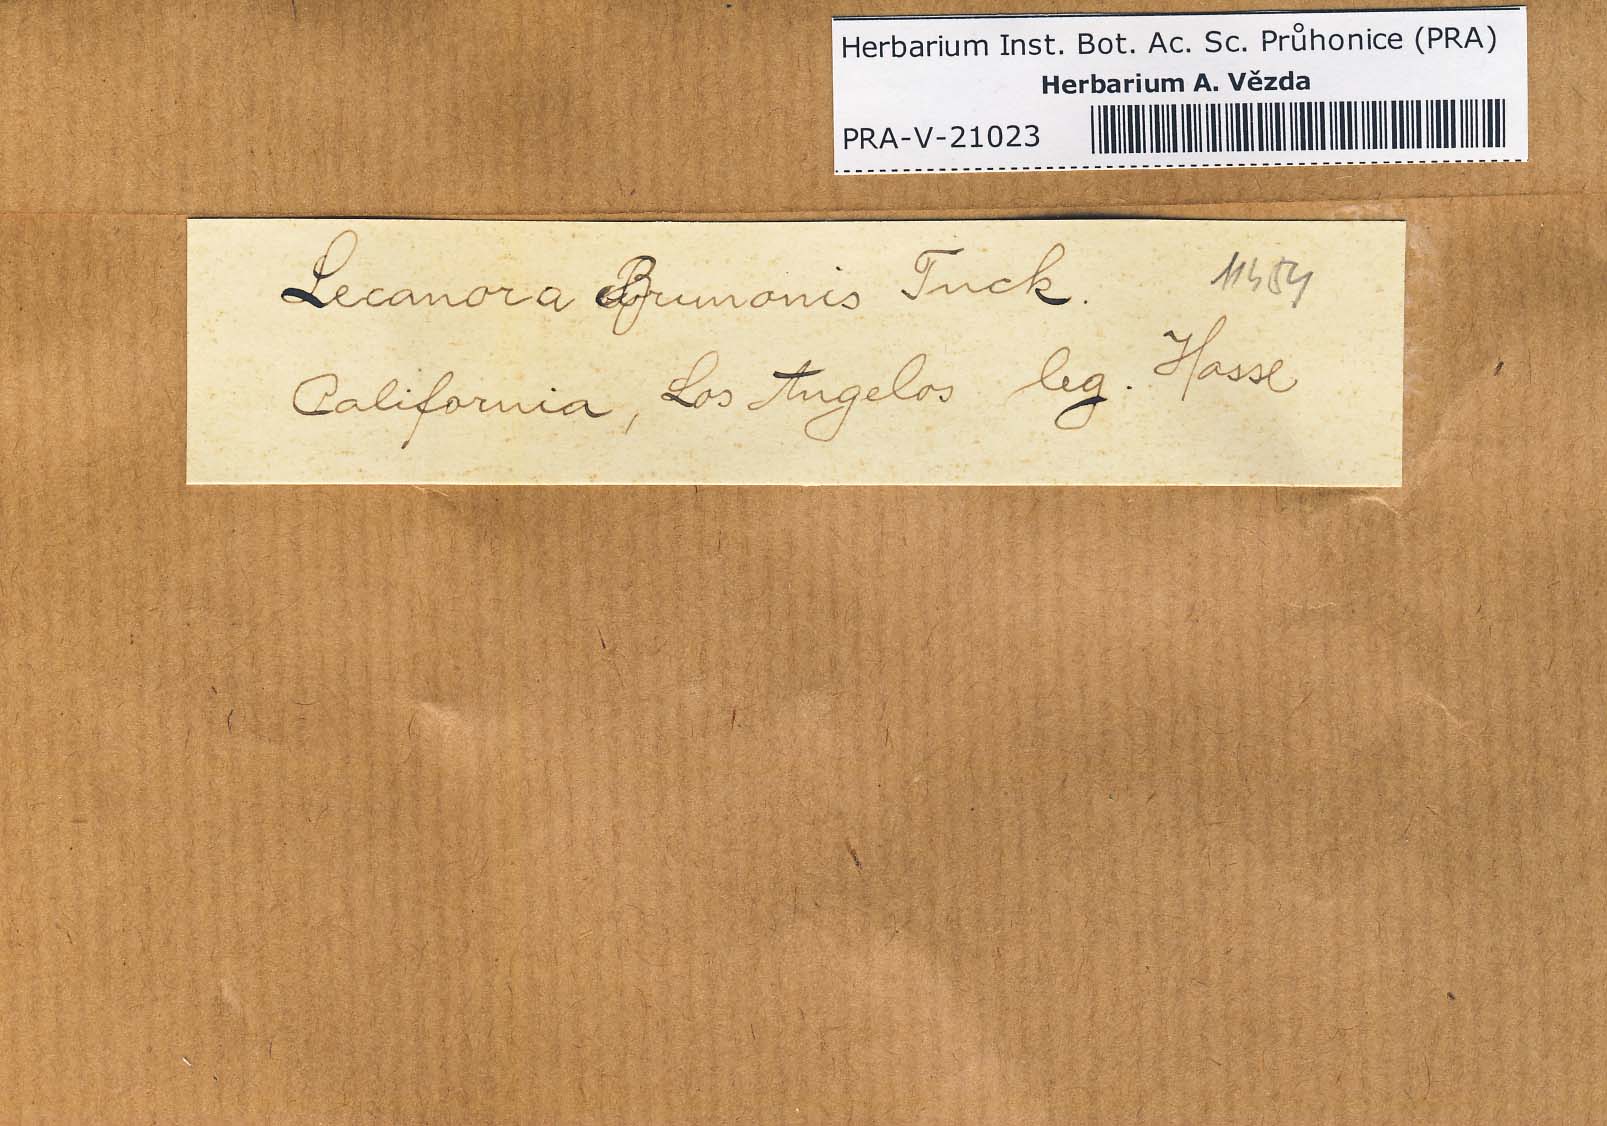 Herbarium Inst. Bot. Ac. Sc. Průhonice (PRA)
Herbarium A. Vězda
PRA-V-21023
Lecanora Brunonis Tuck.
California, Los Angelos leg. Hasse